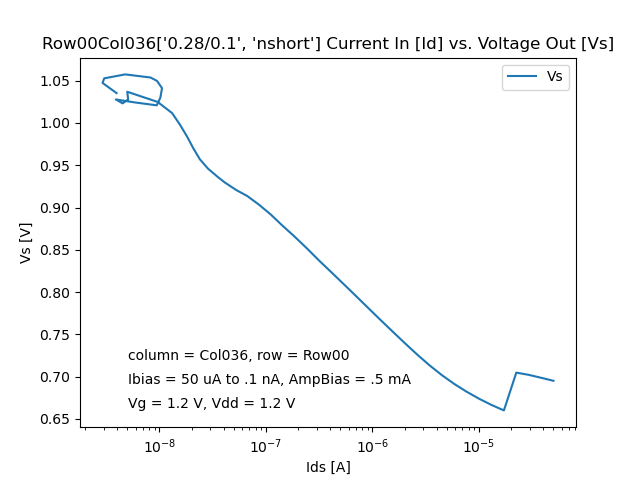 Row00Col036['0.28/0.1', 'nshort'] Current In [Id] vs. Voltage Out [Vs]
Vs
1.05
1.00
0.95
0.90
0.85
0.80
0.75
0.70
0.65
Vs [V]
column = Col036, row = Row00
Ibias = 50 uA to .1 nA, AmpBias = .5 mA
Vg = 1.2 V, Vdd = 1.2 V
10⁻⁸ 10⁻⁷ 10⁻⁶ 10⁻⁵
Ids [A]